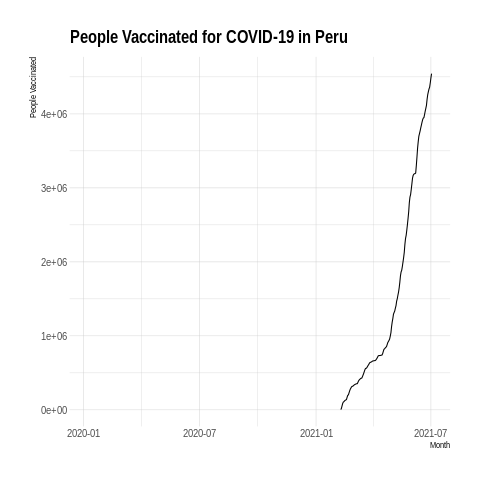 People Vaccinated for COVID-19 in Peru
People Vaccinated
4e+06
3e+06
2e+06
1e+06
0e+00
2020-01 2020-07 2021-01 2021-07
Month